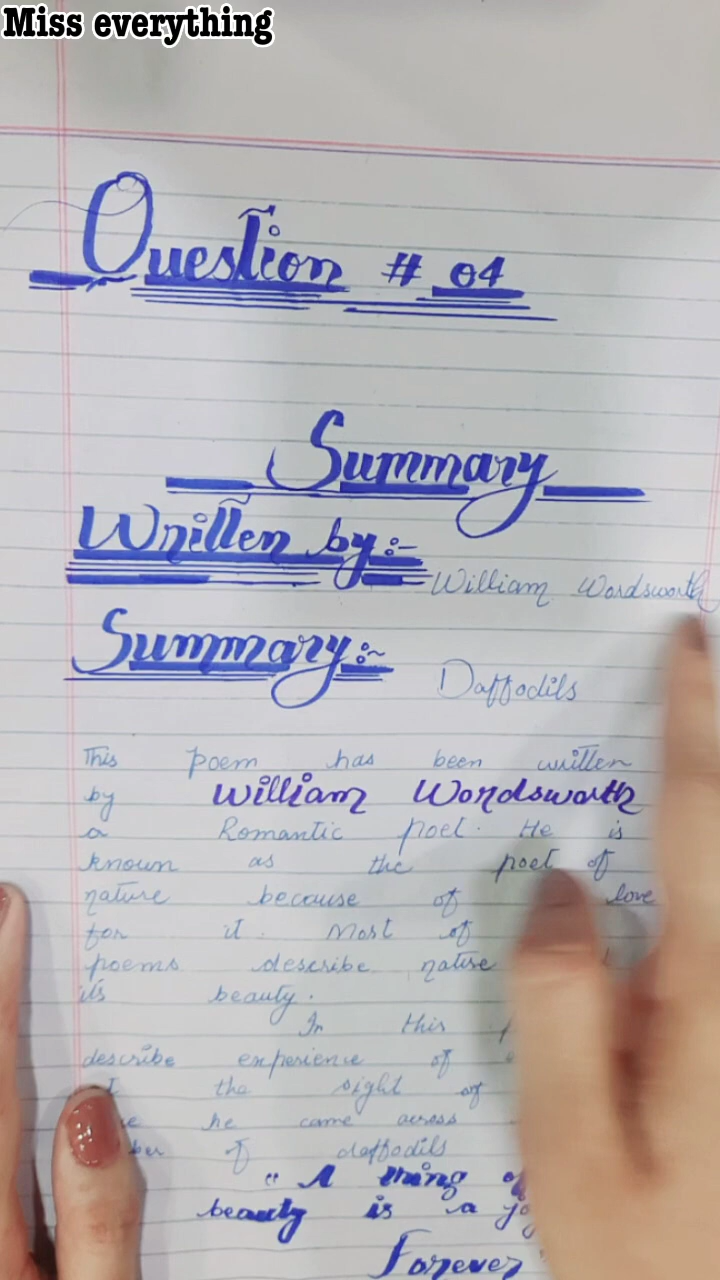 Miss everything
Question # 04
Summary
Written by:-
William Wordsworth
Summary:~
Daffodils
This poem has been written
by William Wordsworth
a Romantic poet. He is
known as the poet of
nature because of love
for it. Most of
poems describe nature
its beauty.
In this
describe experience of
the sight of
he came across
of daffodils
"A thing of
beauty is a
Forever